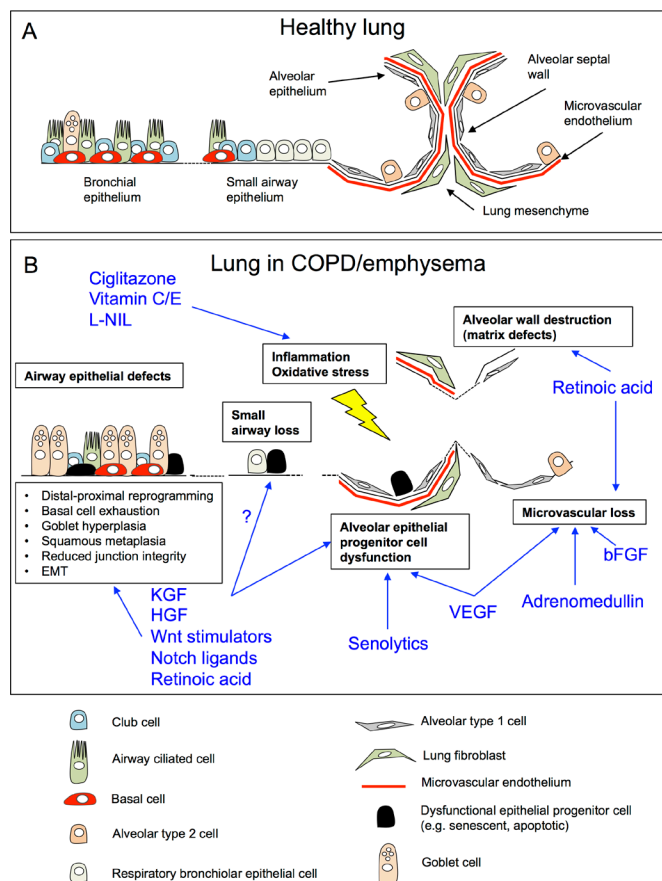 A
Healthy lung
Alveolar
epithelium
Alveolar septal
wall
Microvascular
endothelium
Bronchial
epithelium
Small airway
epithelium
Lung mesenchyme
B
Lung in COPD/emphysema
Ciglitazone
Vitamin C/E
L-NIL
Alveolar wall destruction
(matrix defects)
Inflammation
Oxidative stress
Airway epithelial defects
Retinoic acid
Small
airway loss
• Distal-proximal reprogramming
• Basal cell exhaustion
• Goblet hyperplasia
• Squamous metaplasia
• Reduced junction integrity
• EMT
?
Alveolar epithelial
progenitor cell
dysfunction
Microvascular loss
bFGF
KGF
HGF
Wnt stimulators
Notch ligands
Retinoic acid
Senolytics
VEGF
Adrenomedullin
Club cell
Airway ciliated cell
Basal cell
Alveolar type 2 cell
Respiratory bronchiolar epithelial cell
Alveolar type 1 cell
Lung fibroblast
Microvascular endothelium
Dysfunctional epithelial progenitor cell
(e.g. senescent, apoptotic)
Goblet cell